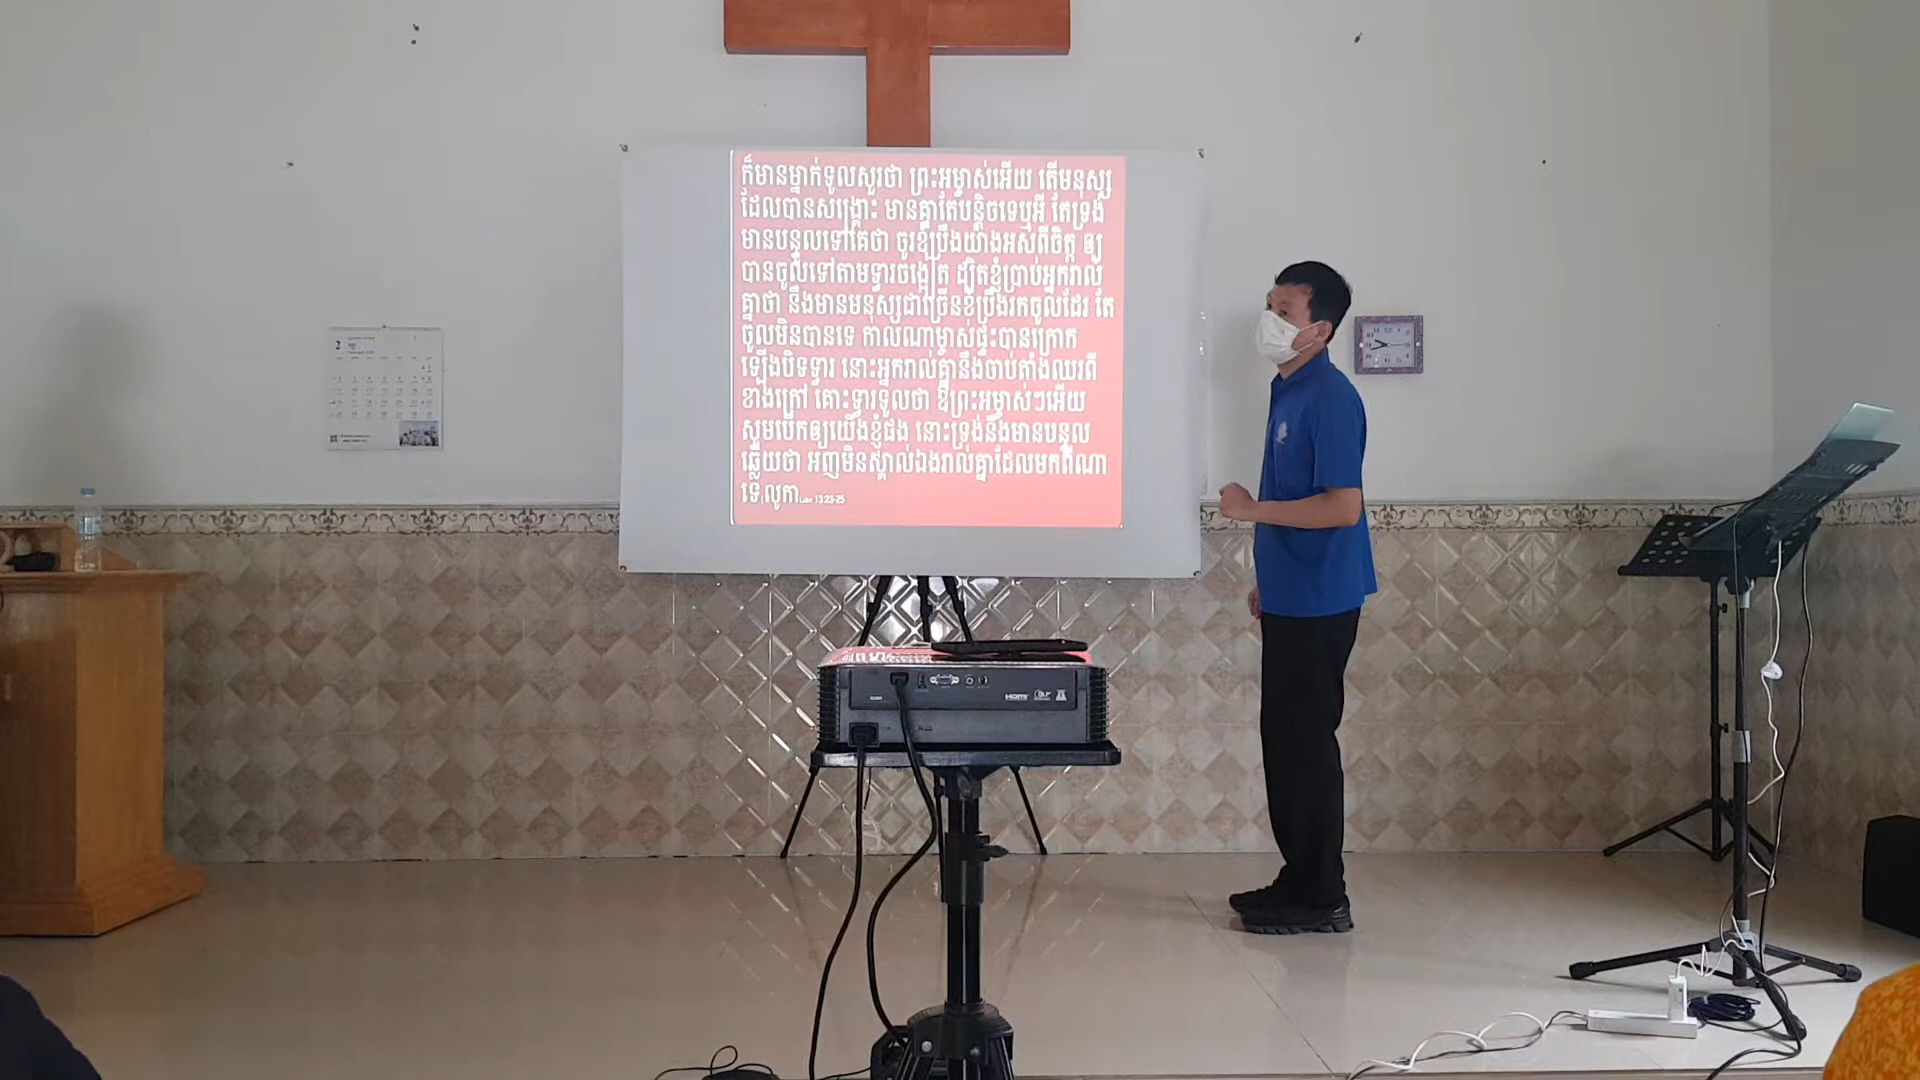 ក៏មានម្នាក់ទូលសួរថា ព្រះអម្ចាស់អើយ តើមនុស្ស
ដែលបានសង្គ្រោះ មានគ្នាតែបន្តិចទេឬអី តែទ្រង់
មានបន្ទូលទៅគេថា ចូរខំប្រឹងយ៉ាងអស់ពីចិត្ត ឲ្យ
បានចូលទៅតាមទ្វារចង្អៀត ដ្បិតខ្ញុំប្រាប់អ្នករាល់
គ្នាថា នឹងមានមនុស្សជាច្រើនខំប្រឹងរកចូលដែរ តែ
ចូលមិនបានទេ កាលណាម្ចាស់ផ្ទះបានក្រោក
ឡើងបិទទ្វារ នោះអ្នករាល់គ្នានឹងចាប់តាំងឈរពី
ខាងក្រៅ គោះទ្វារទូលថា ឱព្រះអម្ចាស់ៗអើយ
សូមបើកឲ្យយើងខ្ញុំផង នោះទ្រង់នឹងមានបន្ទូល
ឆ្លើយថា អញមិនស្គាល់ឯងរាល់គ្នាដែលមកពីណា
ទេ លូកា Luke 13:23-25
2
HDMI
DLP